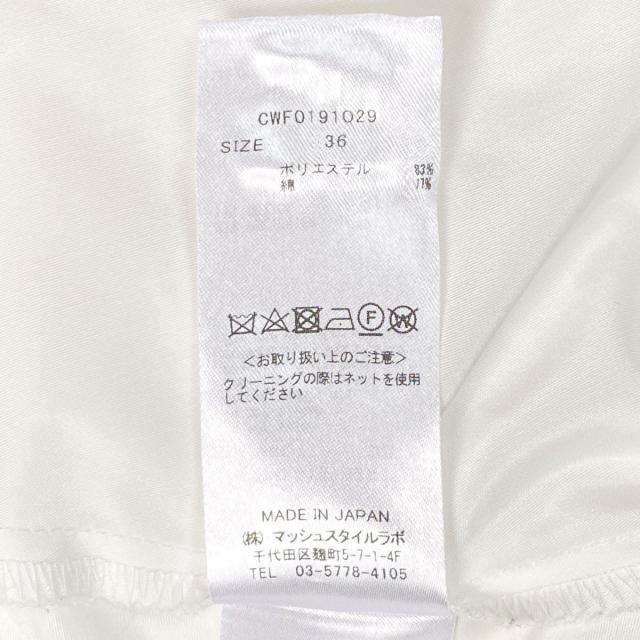 CWF0191029
SIZE 36
ポリエステル 83%
綿 17%
F W
<お取り扱い上のご注意>
クリーニングの際はネットを使用
してください
MADE IN JAPAN
(株) マッシュスタイルラボ
千代田区麹町5-7-1-4F
TEL 03-5778-4105